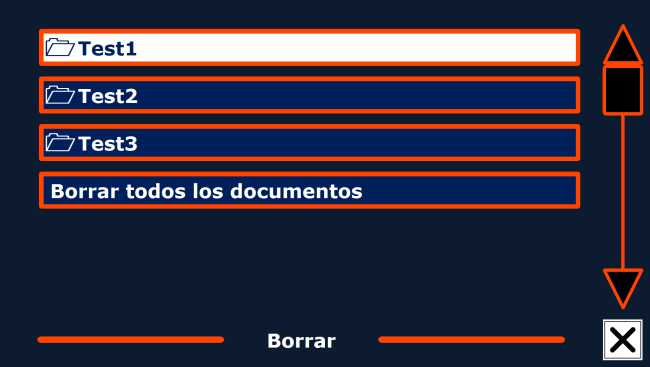 Test1
Test2
Test3
Borrar todos los documentos
Borrar